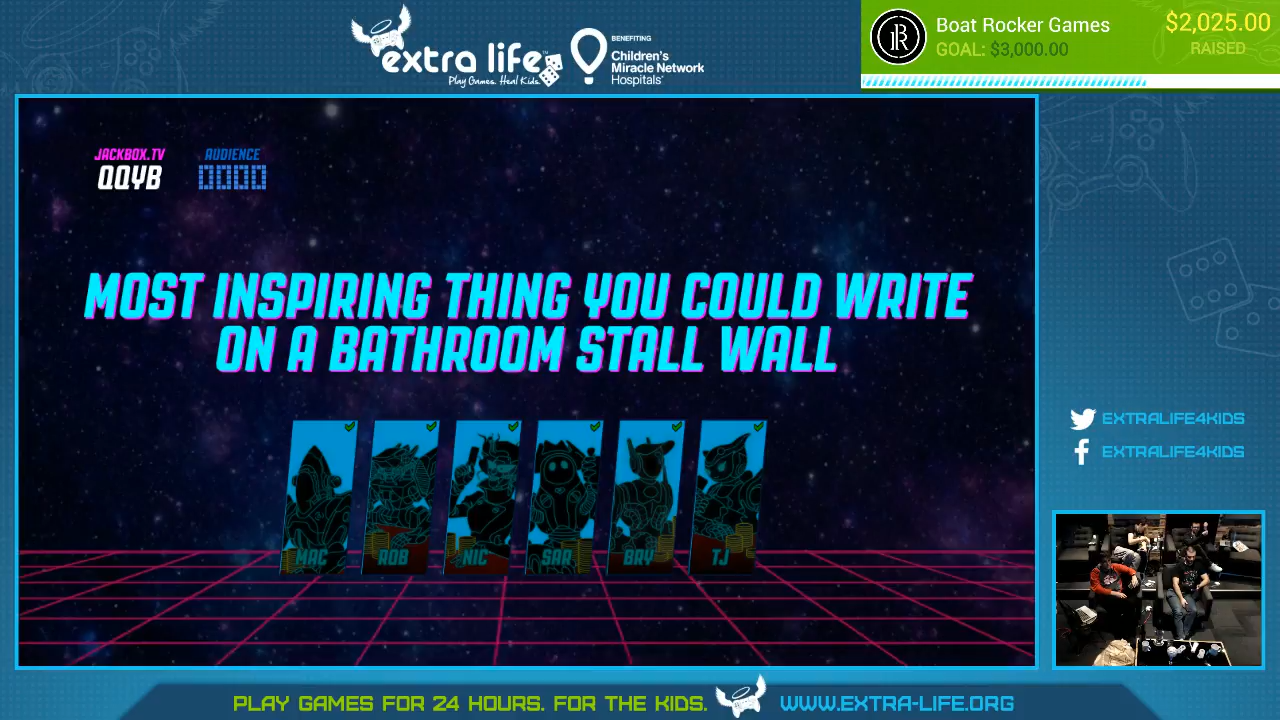 extra life
Play Games. Heal Kids.
BENEFITING
Children's
Miracle Network
Hospitals
Boat Rocker Games
GOAL: $3,000.00
$2,025.00
RAISED
JACKBOX.TV
QQYB
AUDIENCE
0000
MOST INSPIRING THING YOU COULD WRITE
ON A BATHROOM STALL WALL
MAC ROB NIC SAR BRY TJ
EXTRALIFE4KIDS
EXTRALIFE4KIDS
PLAY GAMES FOR 24 HOURS. FOR THE KIDS.
WWW.EXTRA-LIFE.ORG